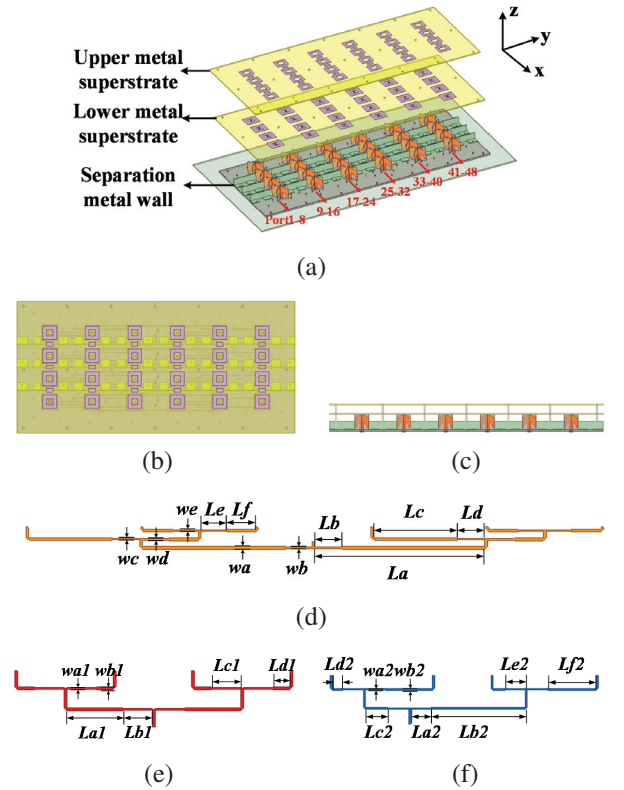 z
y
x
Upper metal
superstrate
Lower metal
superstrate
Separation
metal wall
Port1-8
9-16
17-24
25-32
33-40
41-48
(a)
(b)
(c)
we
Le
Lf
Lb
Lc
Ld
wc
wd
wa
wb
La
(d)
wa1
wb1
Lc1
Ld1
La1
Lb1
(e)
Ld2
wa2
wb2
Le2
Lf2
Lc2
La2
Lb2
(f)